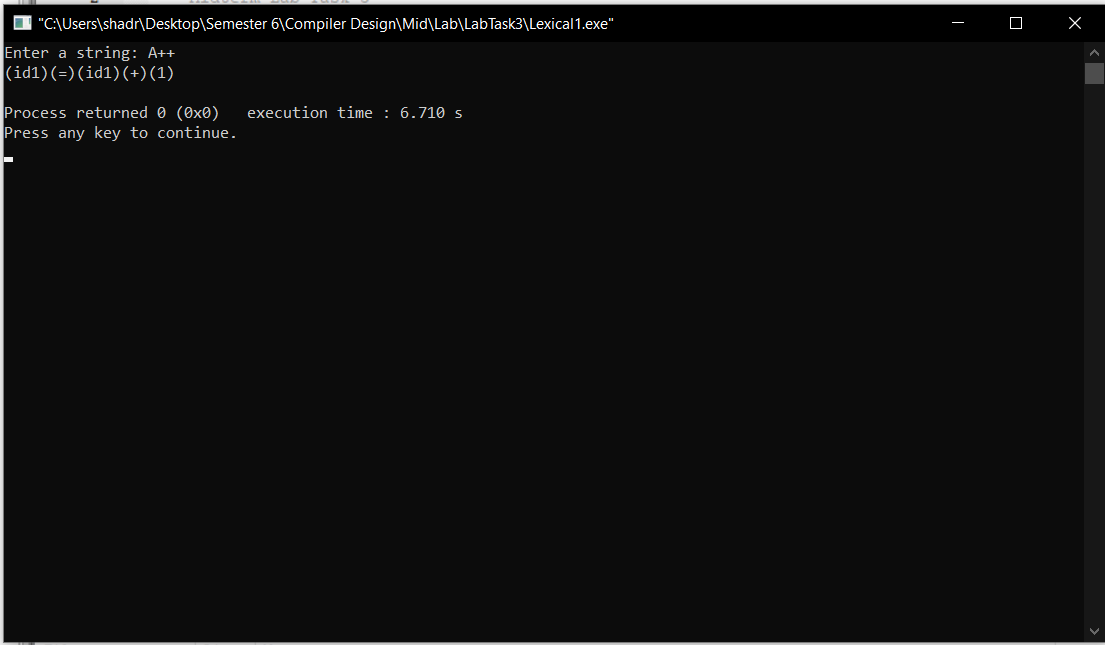 "C:\Users\shadr\Desktop\Semester 6\Compiler Design\Mid\Lab\LabTask3\Lexical1.exe"
Enter a string: A++
(id1)(=)(id1)(+)(1)
Process returned 0 (0x0)   execution time : 6.710 s
Press any key to continue.